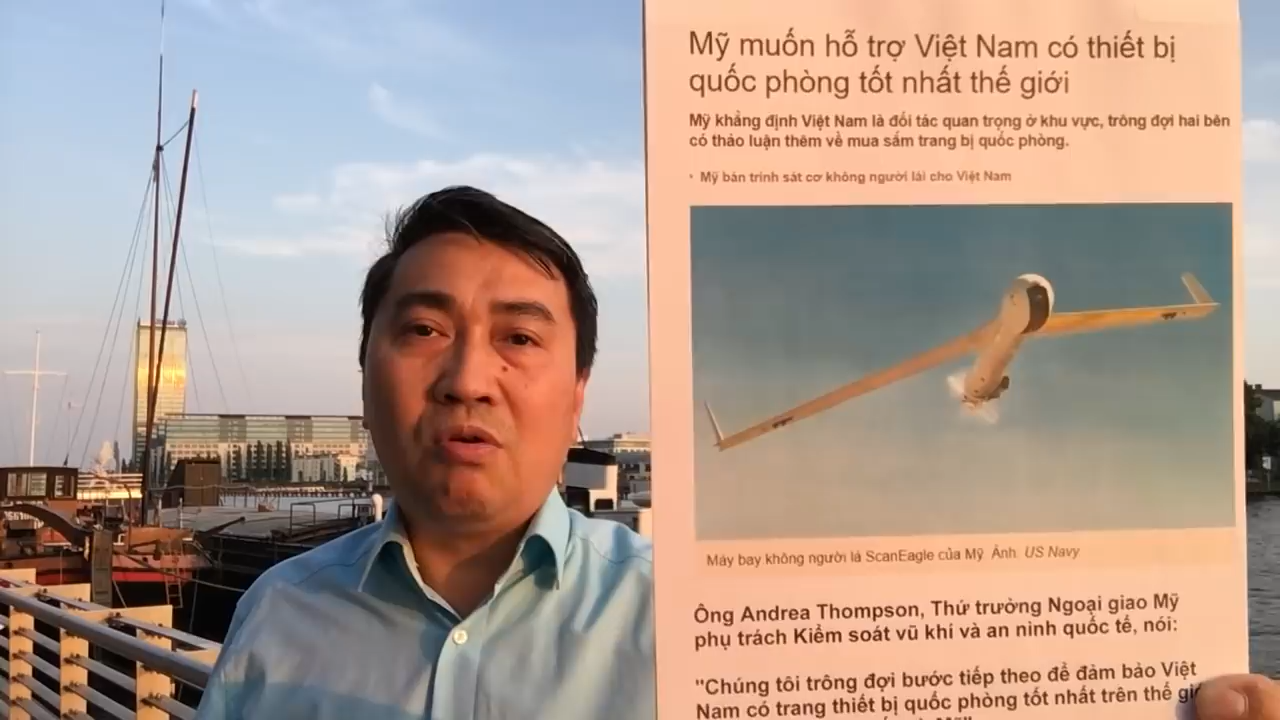 Mỹ muốn hỗ trợ Việt Nam có thiết bị
quốc phòng tốt nhất thế giới
Mỹ khẳng định Việt Nam là đối tác quan trọng ở khu vực, trông đợi hai bên
có thảo luận thêm về mua sắm trang bị quốc phòng.
Mỹ bán trinh sát cơ không người lái cho Việt Nam
Máy bay không người lá ScanEagle của Mỹ. Ảnh: US Navy
Ông Andrea Thompson, Thứ trưởng Ngoại giao Mỹ
phụ trách Kiểm soát vũ khí và an ninh quốc tế, nói:
"Chúng tôi trông đợi bước tiếp theo để đảm bảo Việt
Nam có trang thiết bị quốc phòng tốt nhất trên thế